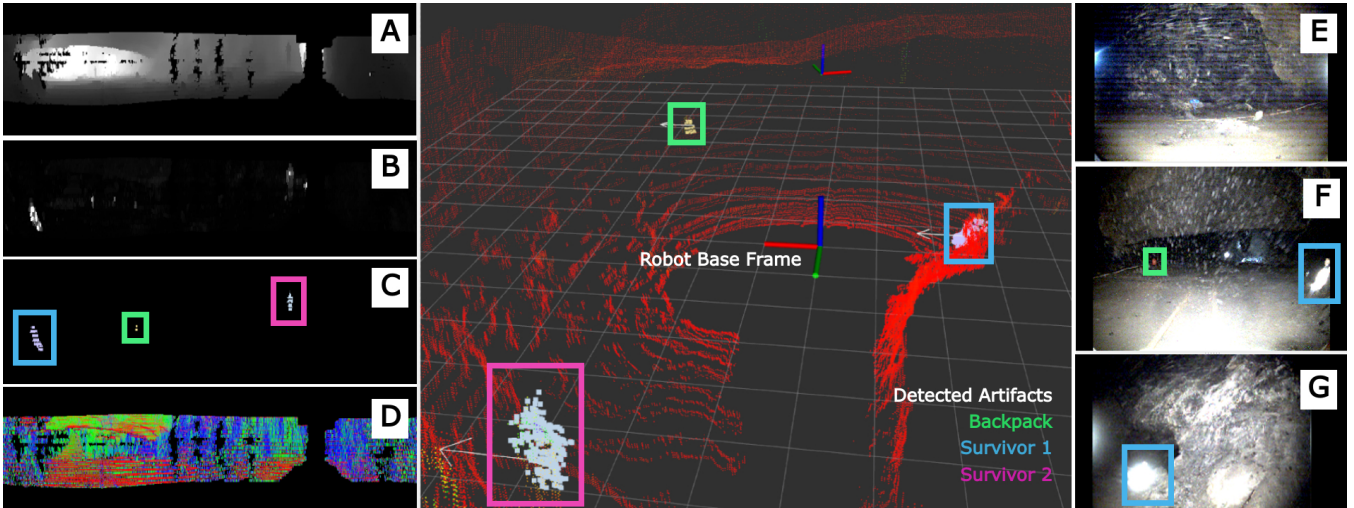 A
B
C
D
Robot Base Frame
Detected Artifacts
Backpack
Survivor 1
Survivor 2
E
F
G